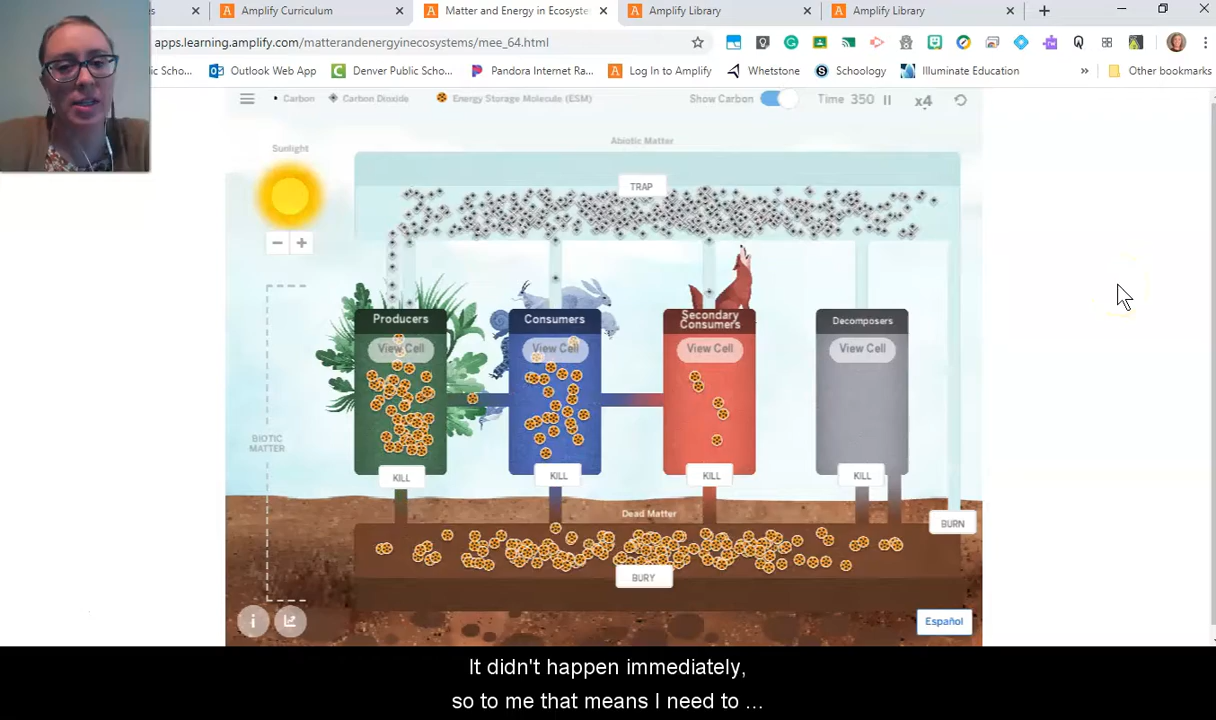 s
Amplify Curriculum
Matter and Energy in Ecosyste
Amplify Library
Amplify Library
apps.learning.amplify.com/matterandenergyinecosystems/mee_64.html
ic Scho...
Outlook Web App
Denver Public Scho...
Pandora Internet Ra...
Log In to Amplify
Whetstone
Schoology
Illuminate Education
»
Other bookmarks
Carbon
Carbon Dioxide
Energy Storage Molecule (ESM)
Show Carbon
Time 350
x4
Sunlight
Abiotic Matter
TRAP
Producers
Consumers
Secondary
Consumers
Decomposers
View Cell
View Cell
View Cell
View Cell
BIOTIC
MATTER
KILL
KILL
KILL
KILL
Dead Matter
BURN
BURY
Español
It didn't happen immediately,
so to me that means I need to ...